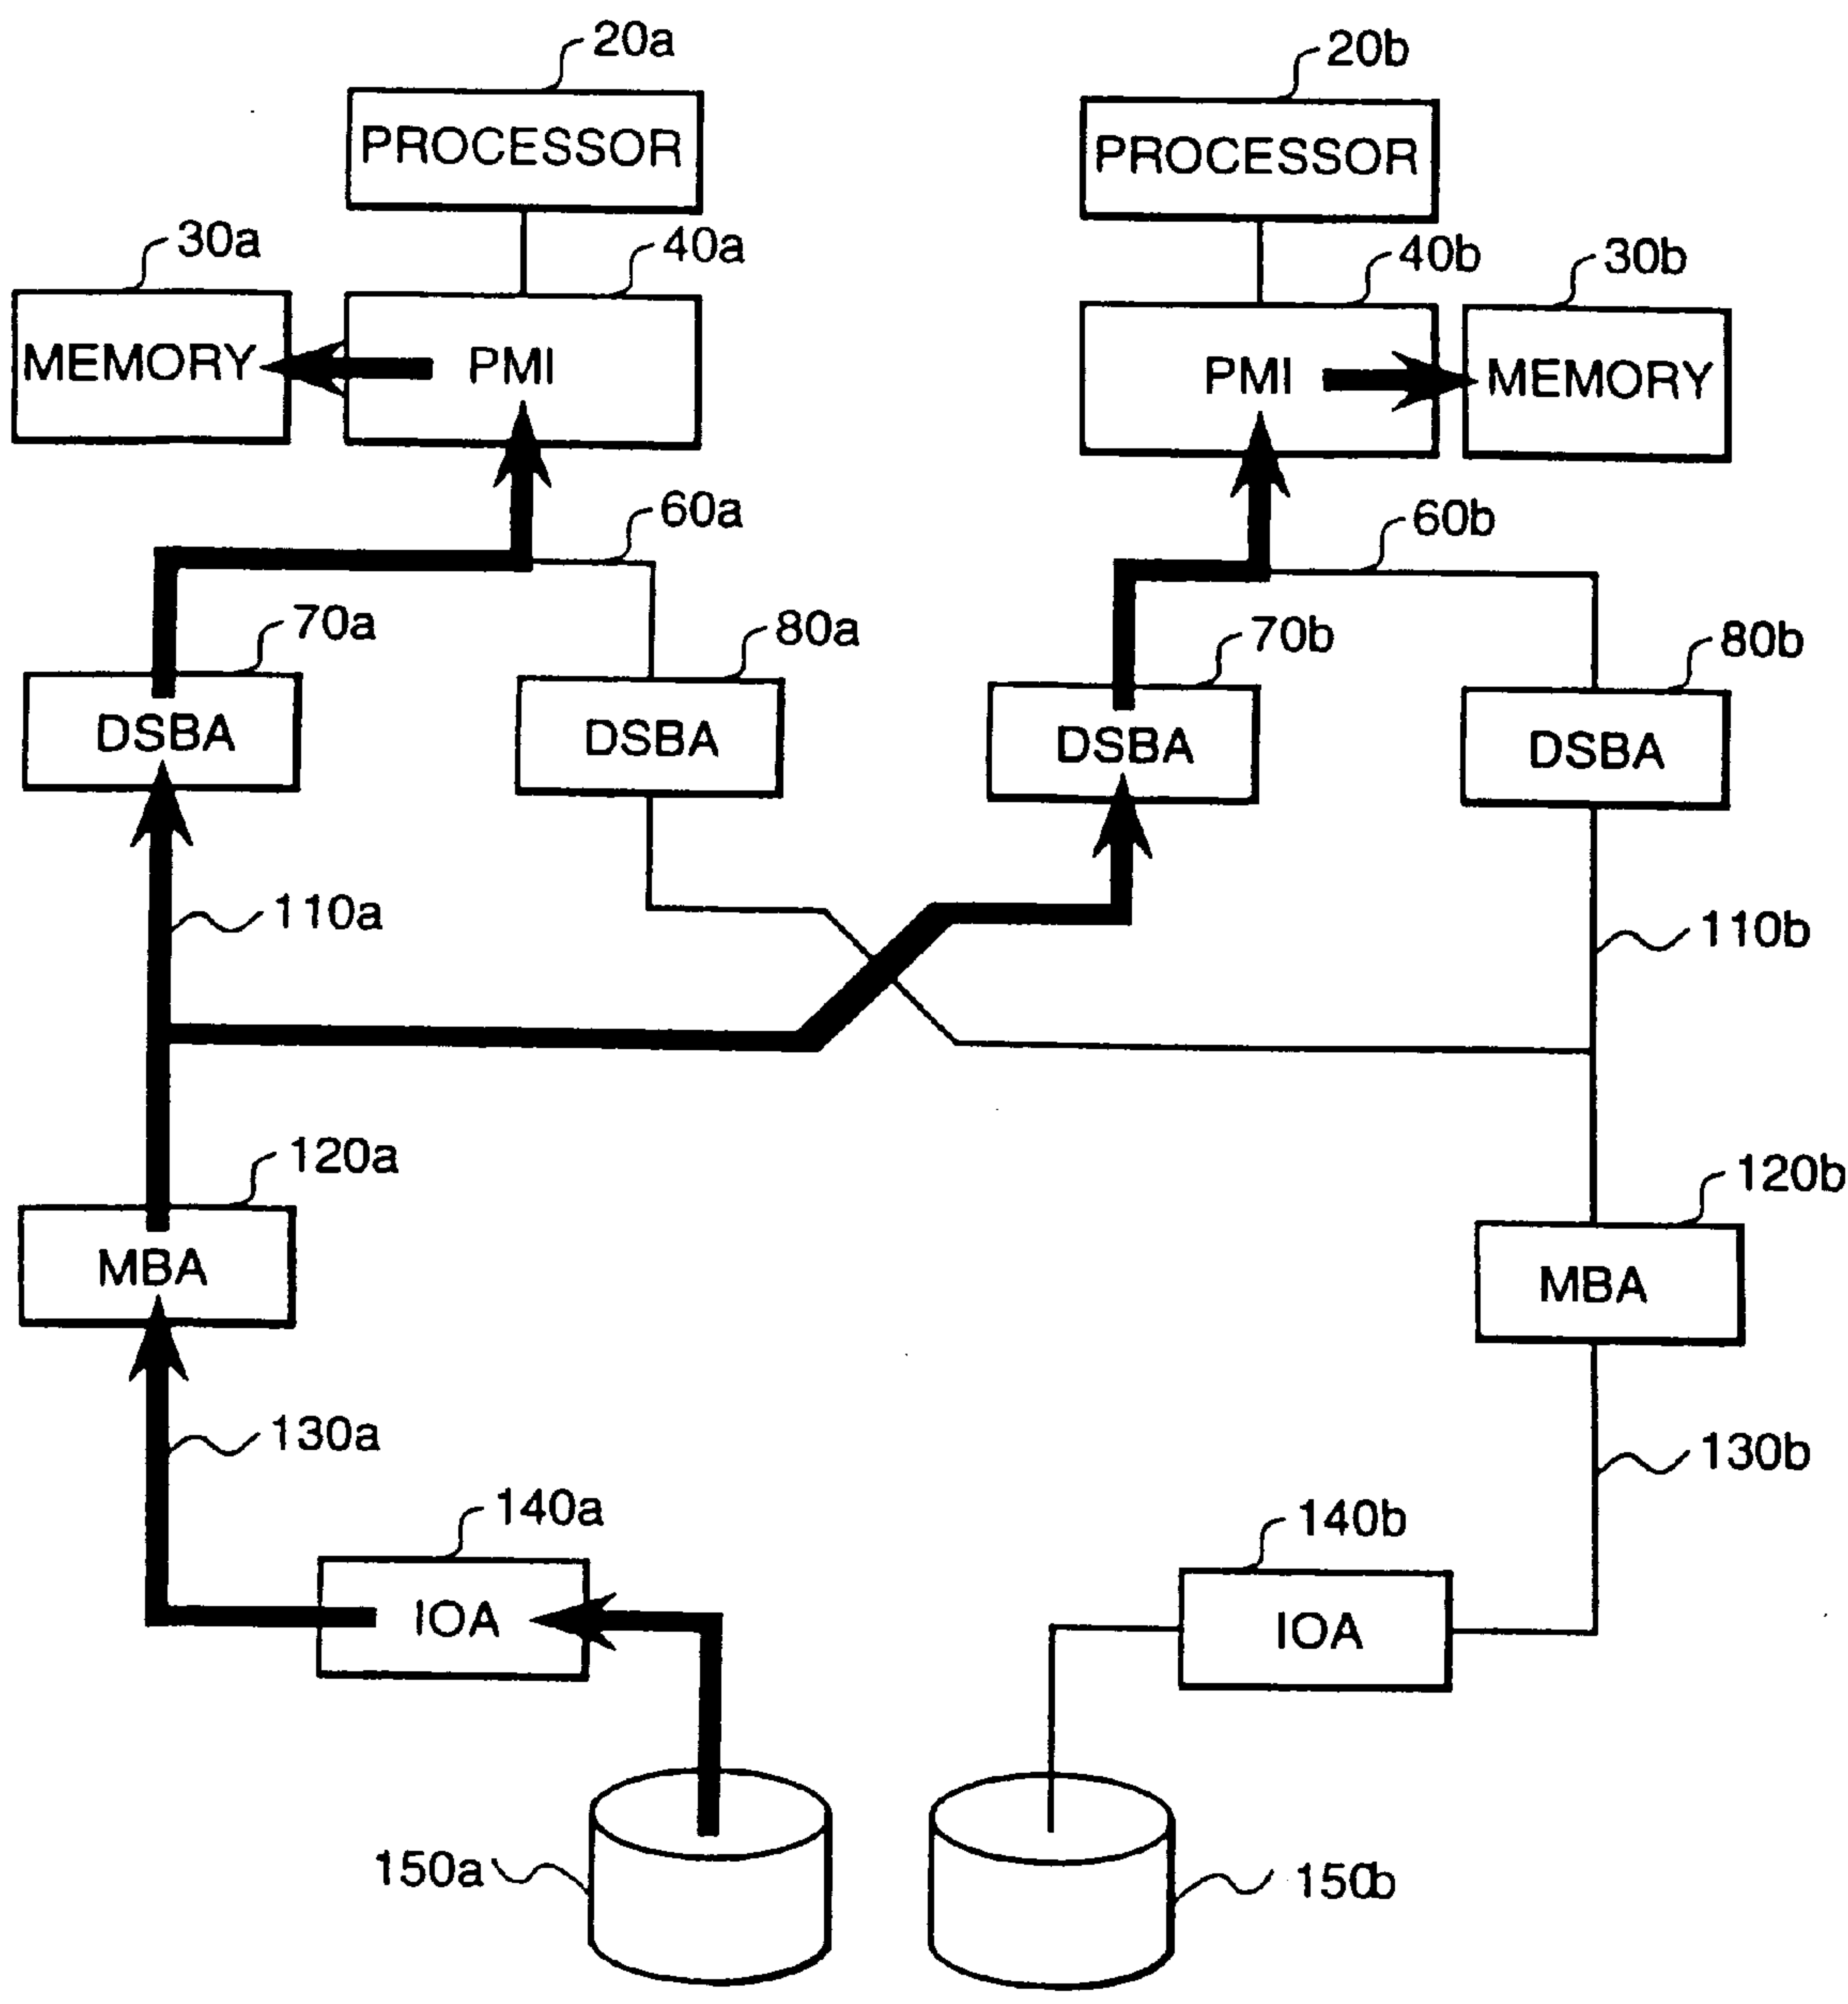 20a
20b
PROCESSOR
PROCESSOR
30a
40a
40b
30b
MEMORY
PMI
PMI
MEMORY
60a
60b
70a
80a
70b
80b
DSBA
DSBA
DSBA
DSBA
110a
110b
120a
120b
MBA
MBA
130a
130b
140a
140b
IOA
IOA
150a
150b